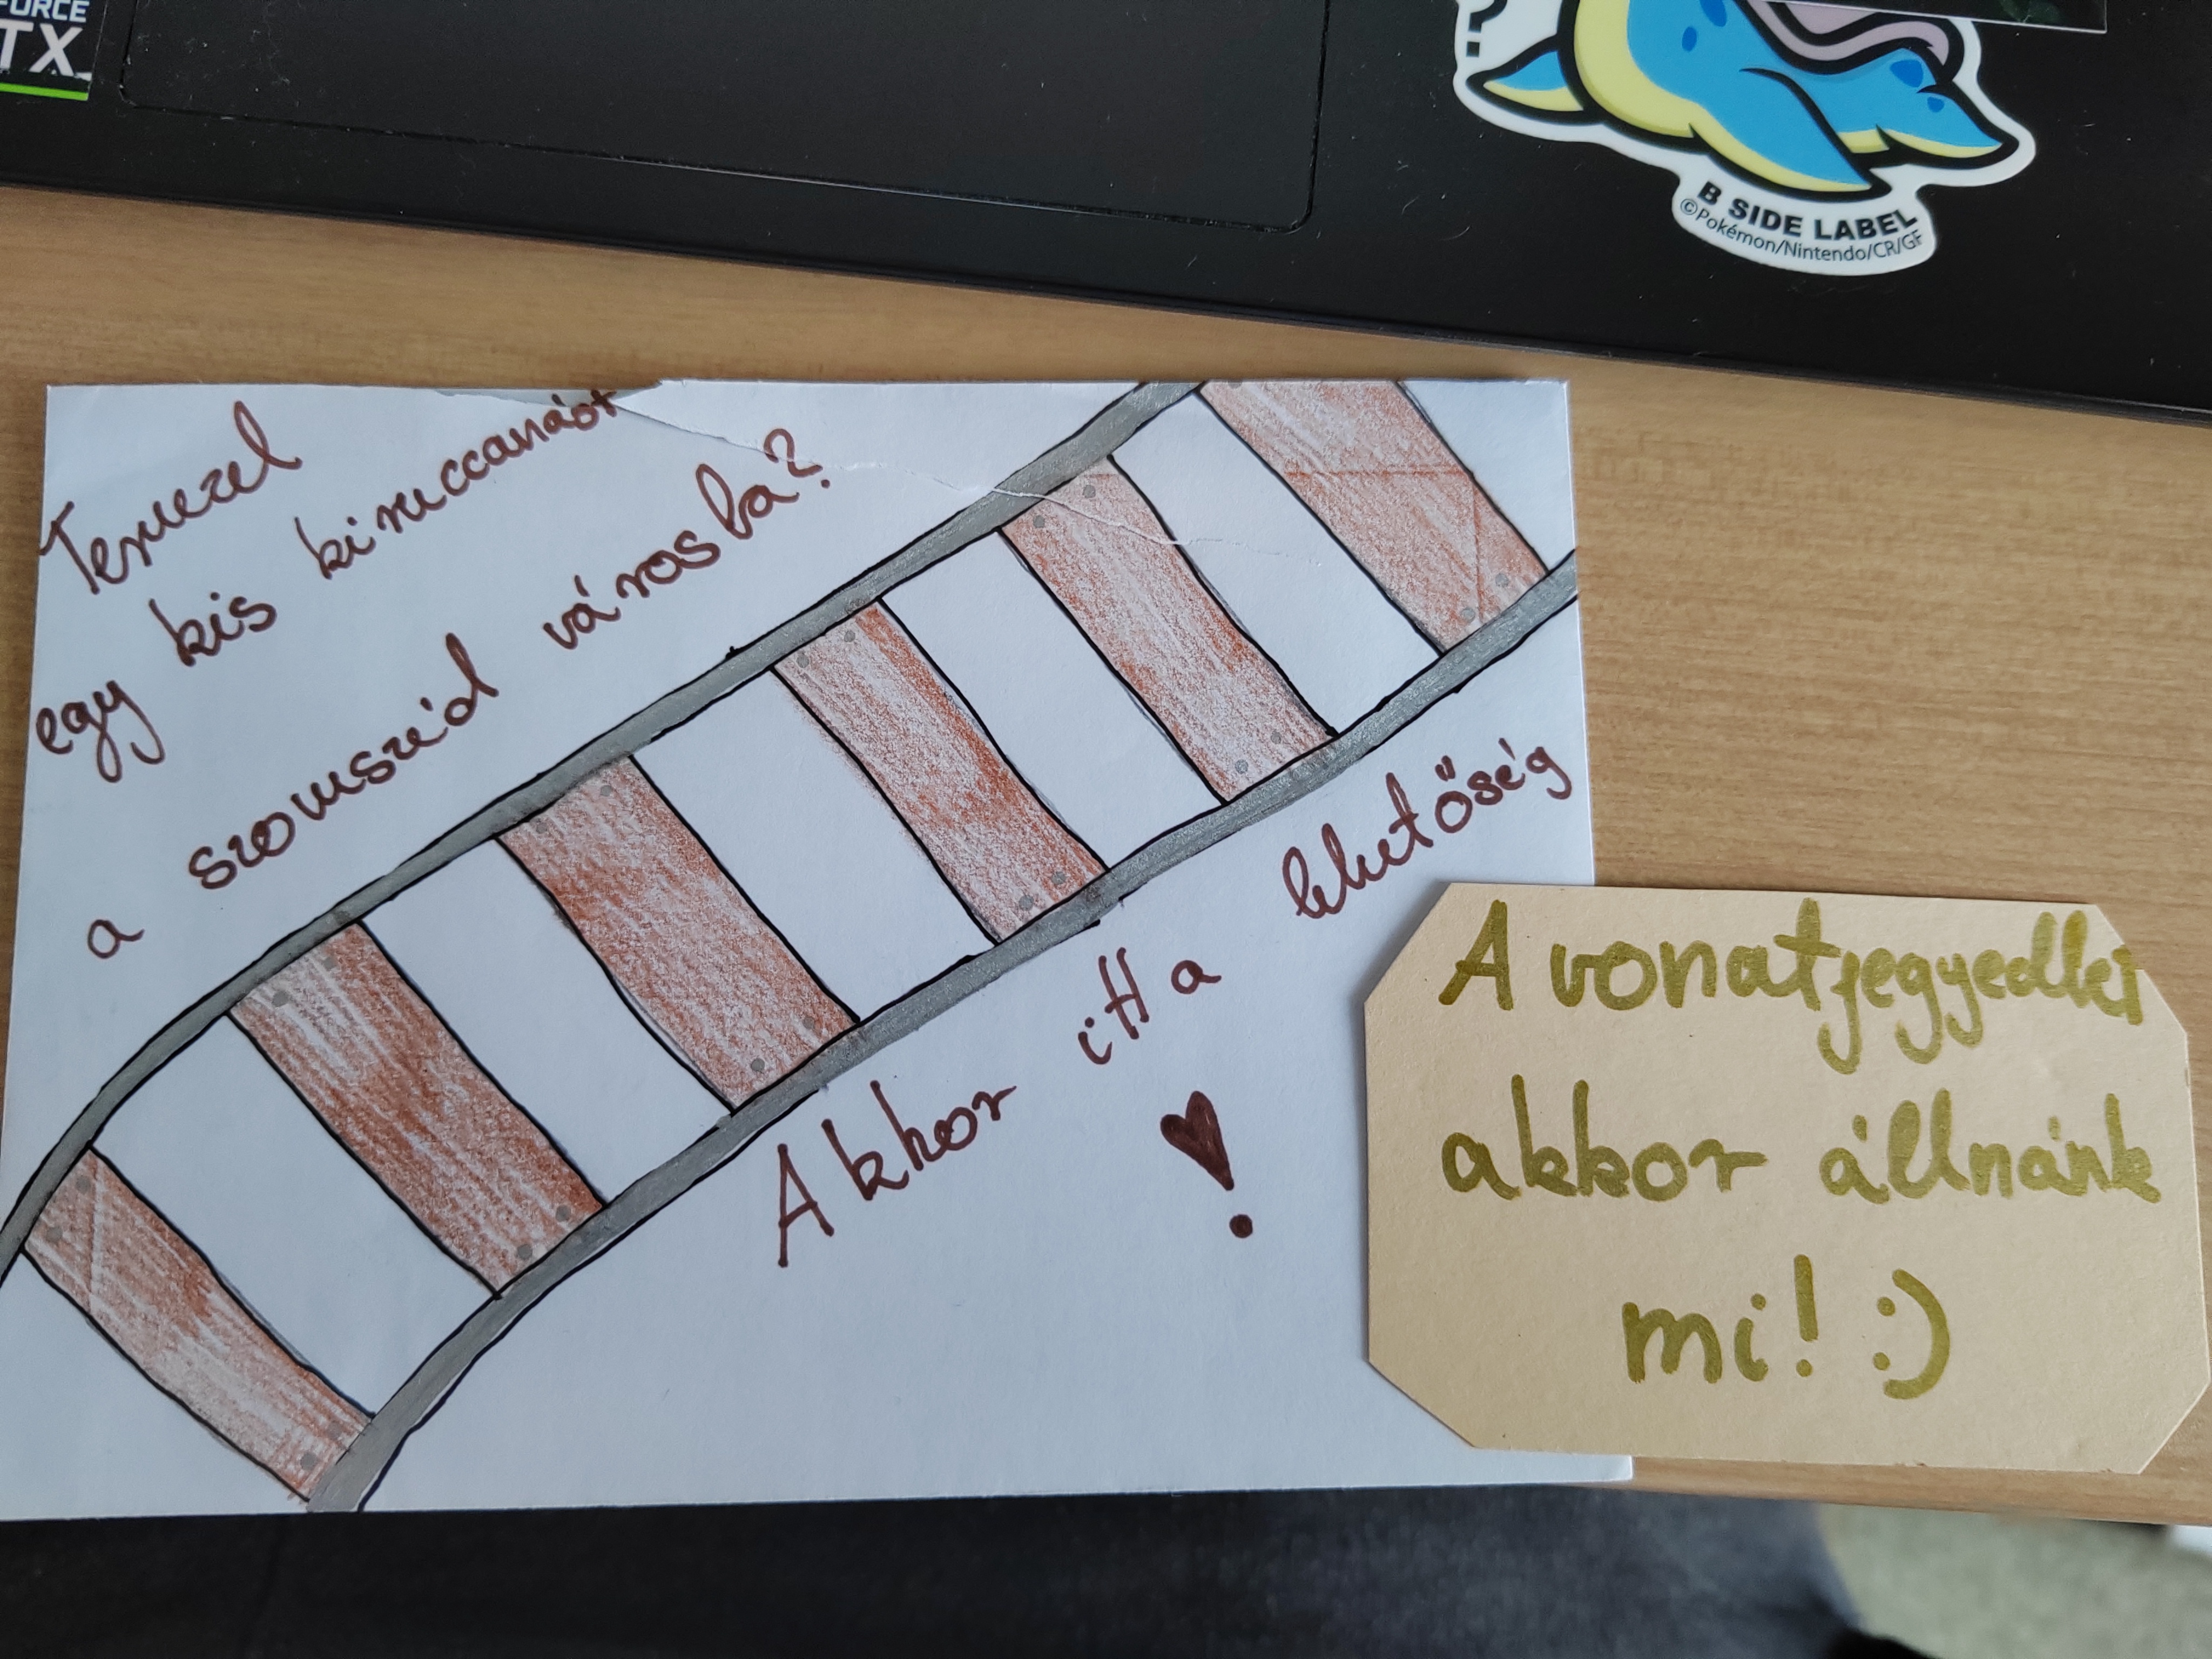 FORCE
TX
?
B SIDE LABEL
©Pokémon/Nintendo/CR/GF
Tervezel
egy kis kiruccanást
a szomszéd városba?
Akkor itt a lehetőség
!
A vonatjegyedki
akkor állnánk
mi! :)